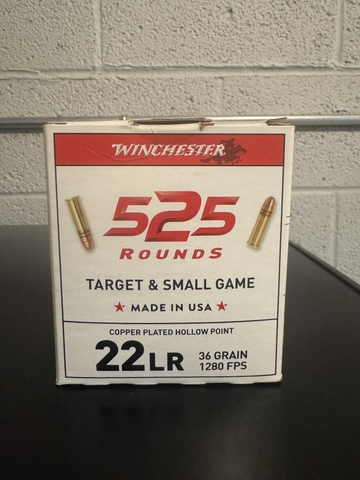 WINCHESTER
525
ROUNDS
TARGET & SMALL GAME
★ MADE IN USA ★
COPPER PLATED HOLLOW POINT
22LR 36 GRAIN
1280 FPS